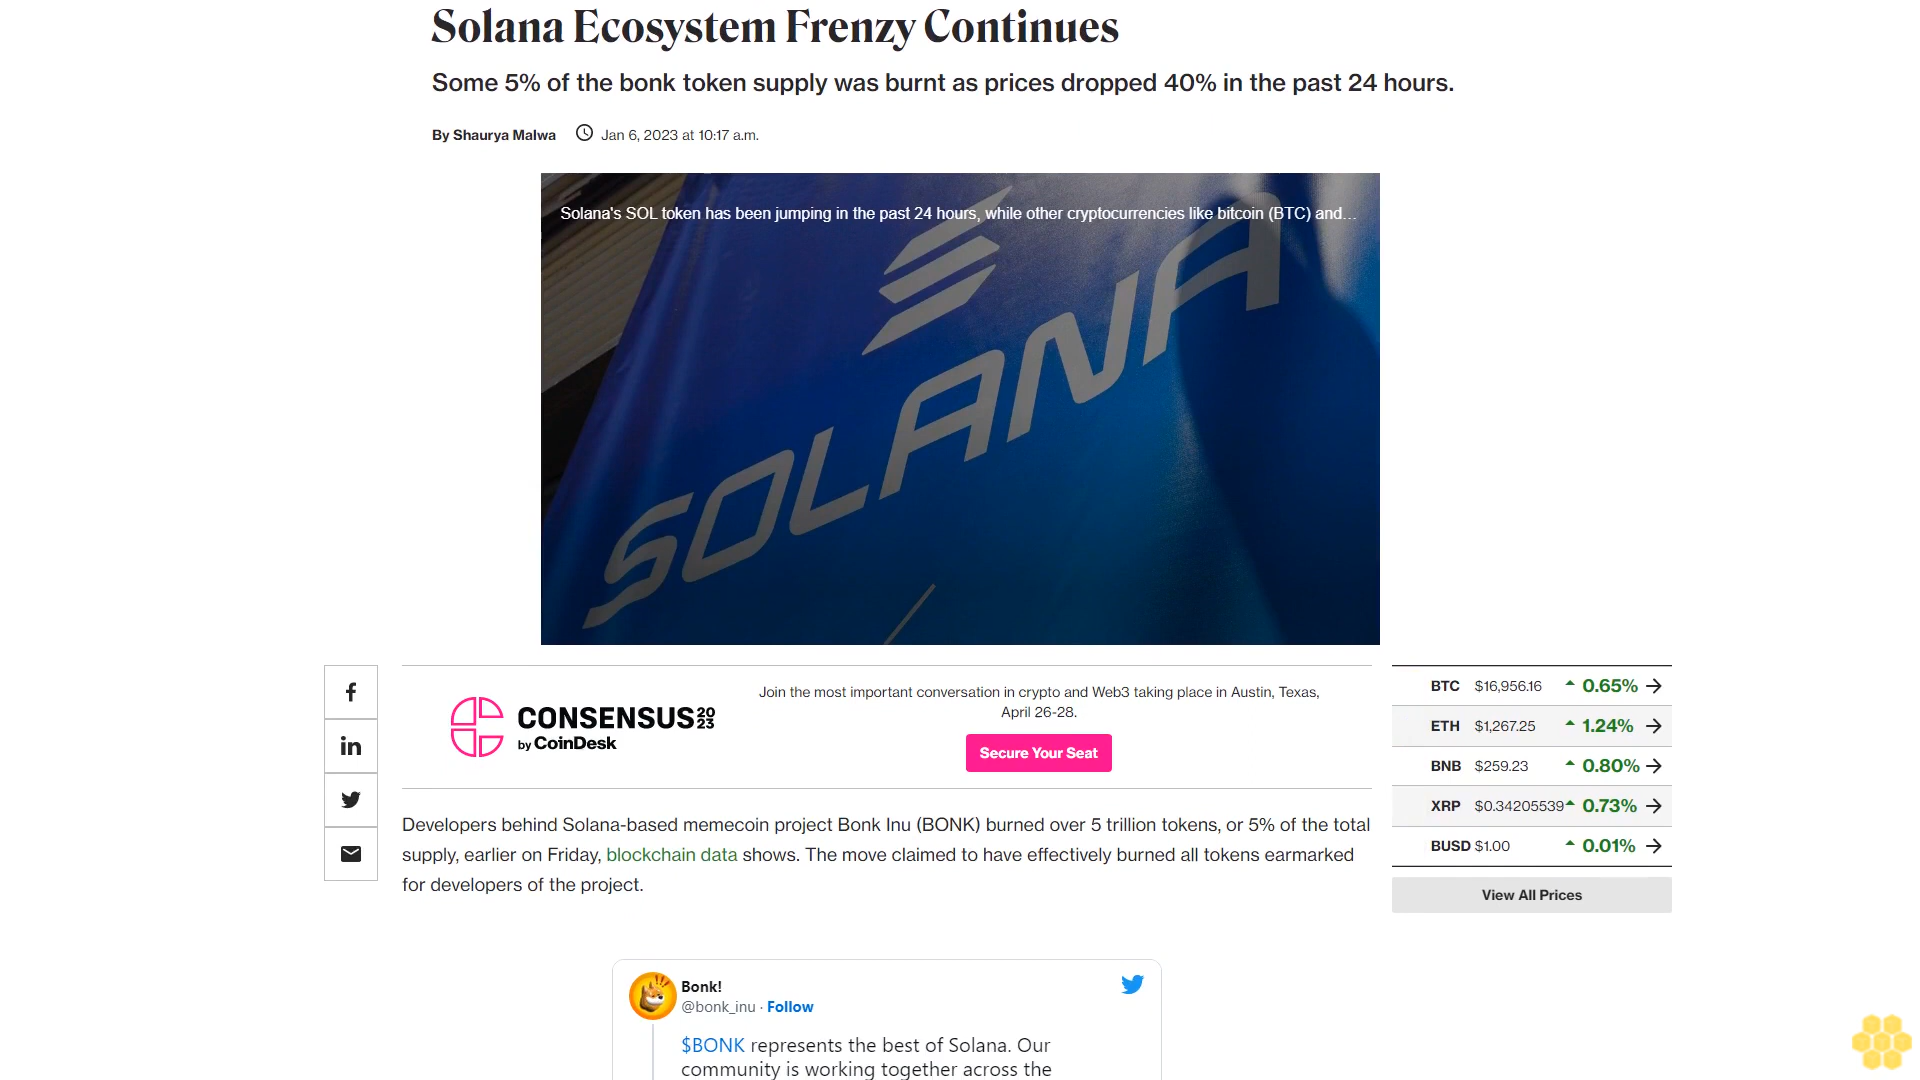 Solana Ecosystem Frenzy Continues
Some 5% of the bonk token supply was burnt as prices dropped 40% in the past 24 hours.
By Shaurya Malwa Jan 6, 2023 at 10:17 a.m.
Solana's SOL token has been jumping in the past 24 hours, while other cryptocurrencies like bitcoin (BTC) and...
SOLANA
CONSENSUS 2023
by CoinDesk
Join the most important conversation in crypto and Web3 taking place in Austin, Texas,
April 26-28.
Secure Your Seat
BTC $16,956.16 0.65%
ETH $1,267.25 1.24%
BNB $259.23 0.80%
XRP $0.34205539 0.73%
BUSD $1.00 0.01%
View All Prices
Developers behind Solana-based memecoin project Bonk Inu (BONK) burned over 5 trillion tokens, or 5% of the total
supply, earlier on Friday, blockchain data shows. The move claimed to have effectively burned all tokens earmarked
for developers of the project.
Bonk!
@bonk_inu · Follow
$BONK represents the best of Solana. Our
community is working together across the